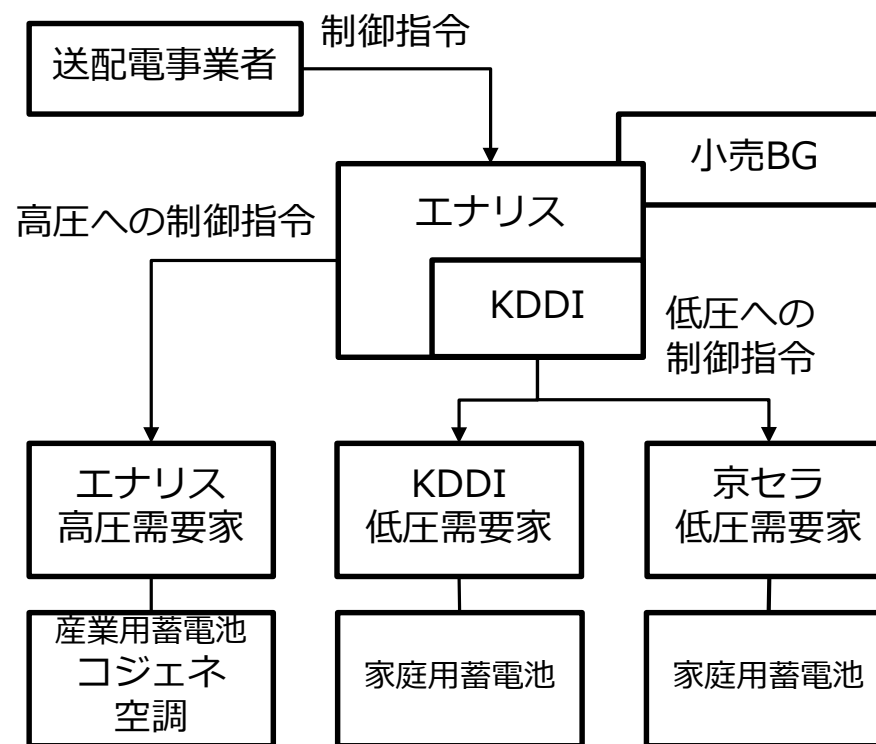 制御指令
送配電事業者
小売BG
エナリス
高圧への制御指令
KDDI
低圧への
制御指令
エナリス
高圧需要家
KDDI
低圧需要家
京セラ
低圧需要家
産業用蓄電池
コジェネ
空調
家庭用蓄電池
家庭用蓄電池